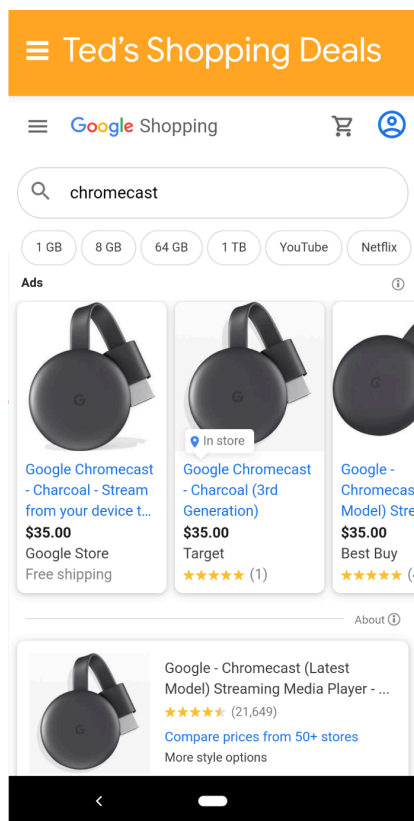 Ted's Shopping Deals
Google Shopping
chromecast
1 GB
8 GB
64 GB
1 TB
YouTube
Netflix
Ads
G
G
G
In store
Google Chromecast
- Charcoal - Stream
from your device t...
$35.00
Google Store
Free shipping
Google Chromecast
- Charcoal (3rd
Generation)
$35.00
Target
(1)
Google -
Chromecas
Model) Stre
$35.00
Best Buy
About
G
Google - Chromecast (Latest
Model) Streaming Media Player - ...
(21,649)
Compare prices from 50+ stores
More style options